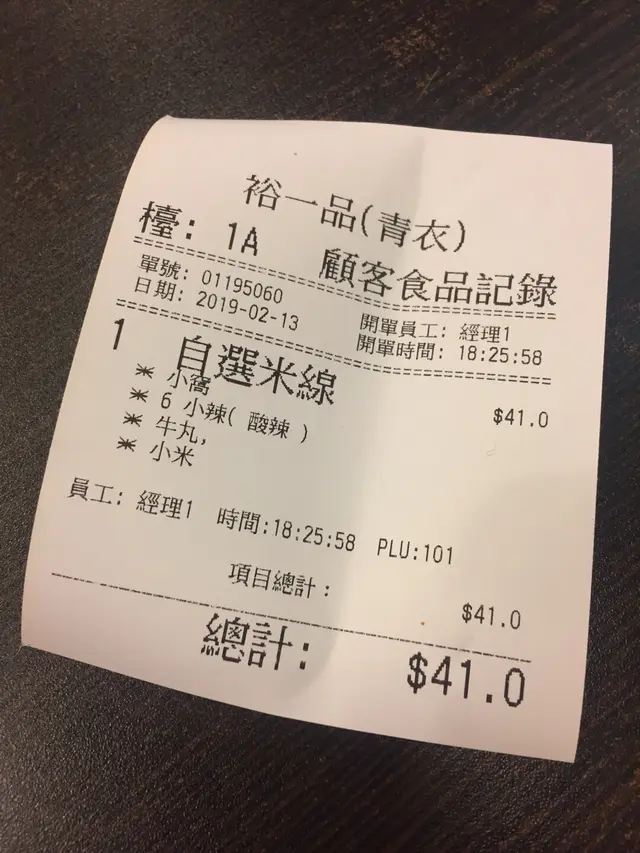 裕一品(青衣)
檯: 1A 顧客食品記錄
單號: 01195060 開單員工: 經理1
日期: 2019-02-13 開單時間: 18:25:58
1 自選米線 $41.0
* 小窩
* 6 小辣( 酸辣 )
* 牛丸,
* 小米
員工: 經理1 時間:18:25:58 PLU:101
項目總計: $41.0
總計: $41.0